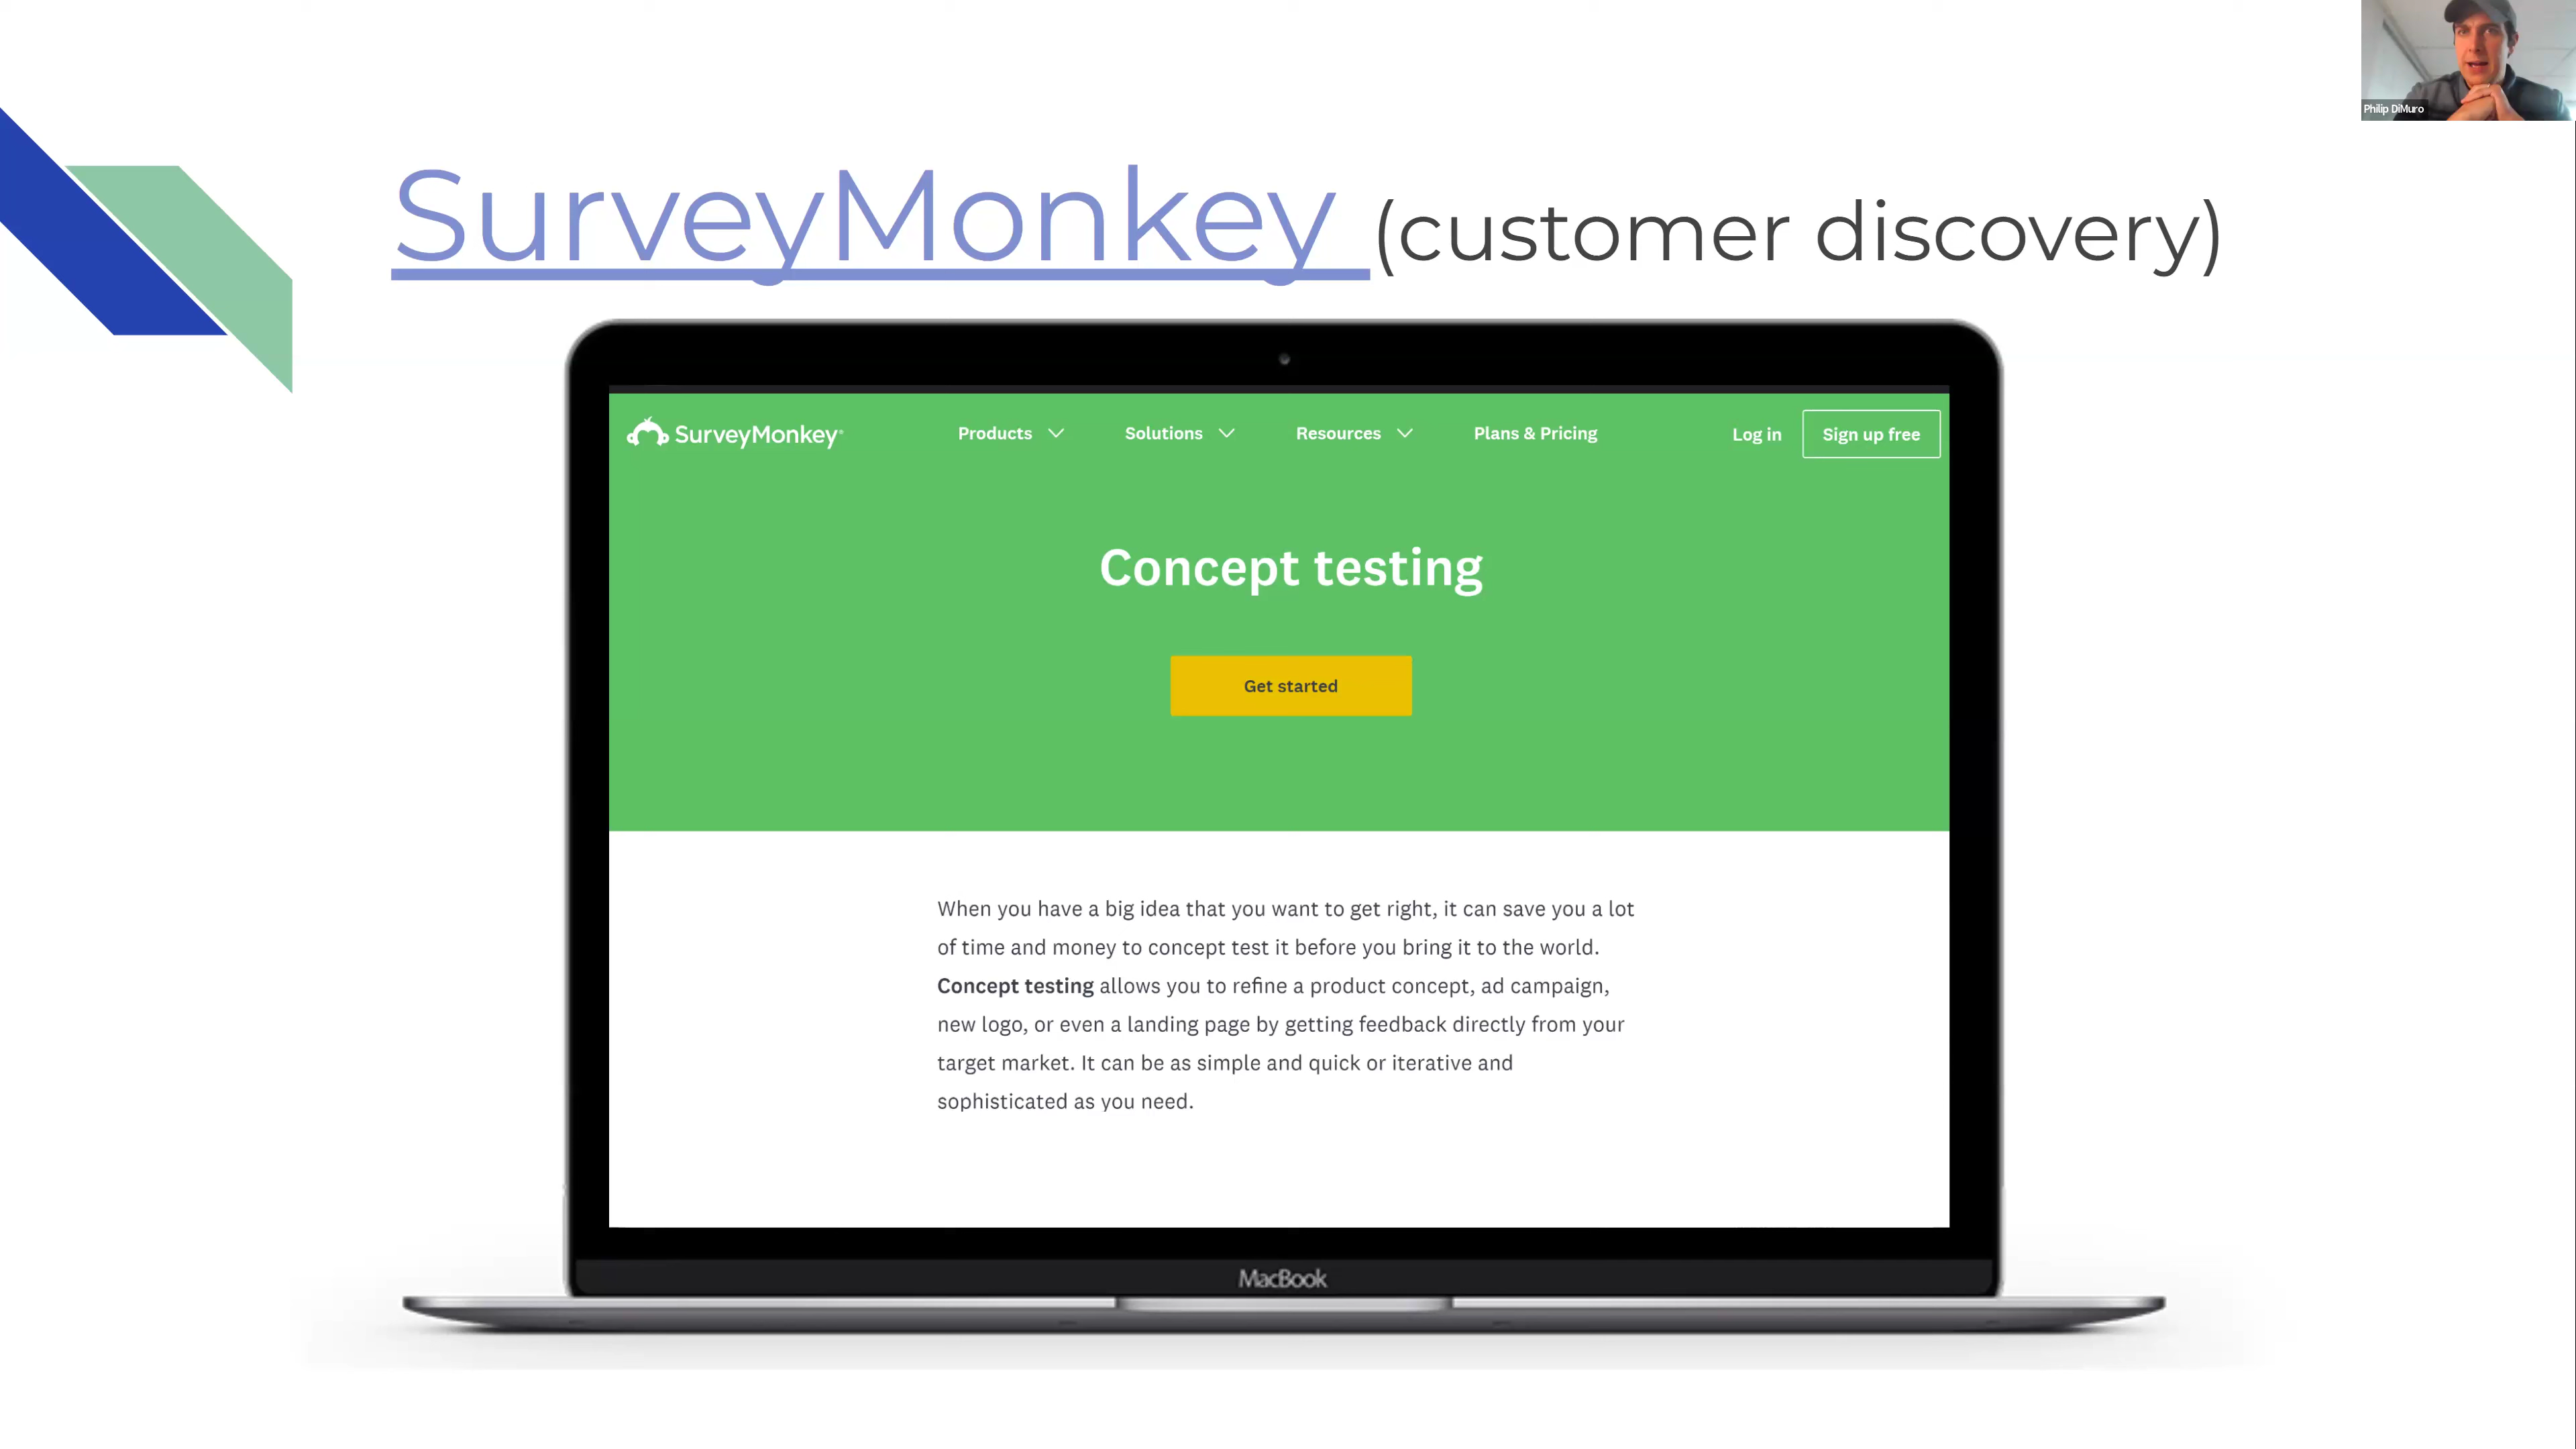 Philip DiMuro
SurveyMonkey (customer discovery)
SurveyMonkey® Products Solutions Resources Plans & Pricing Log in Sign up free
Concept testing
Get started
When you have a big idea that you want to get right, it can save you a lot
of time and money to concept test it before you bring it to the world.
Concept testing allows you to refine a product concept, ad campaign,
new logo, or even a landing page by getting feedback directly from your
target market. It can be as simple and quick or iterative and
sophisticated as you need.
MacBook